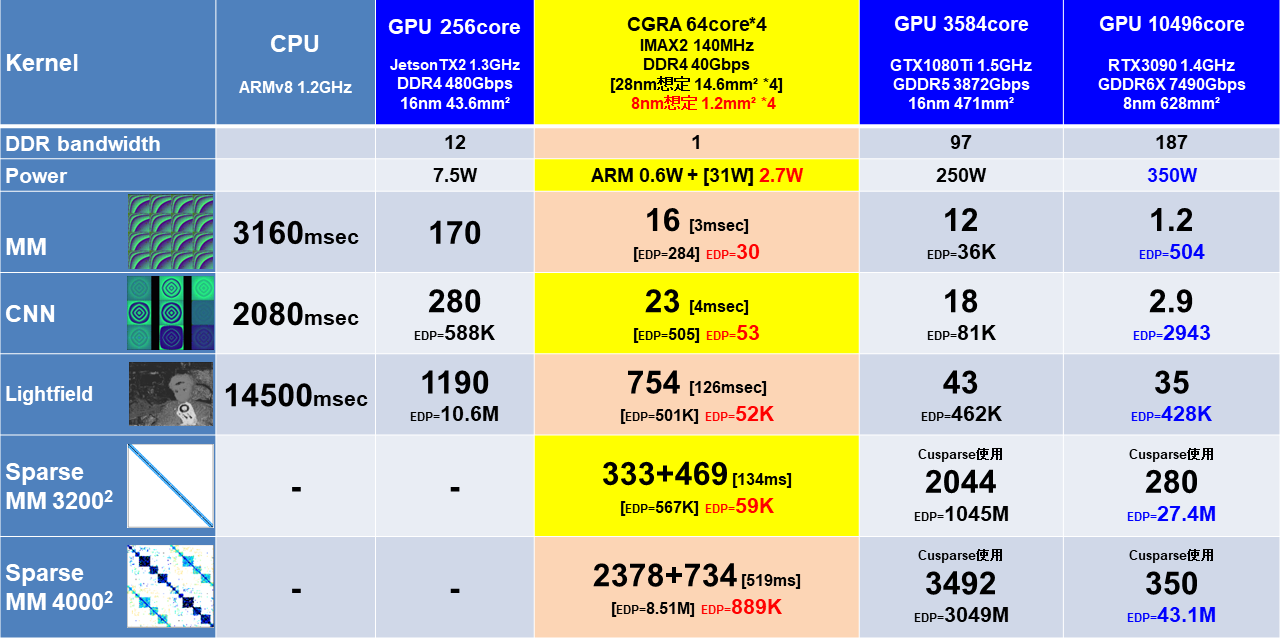 Kernel
CPU
ARMv8 1.2GHz
GPU 256core
JetsonTX2 1.3GHz
DDR4 480Gbps
16nm 43.6mm²
CGRA 64core*4
IMAX2 140MHz
DDR4 40Gbps
[28nm想定 14.6mm² *4]
8nm想定 1.2mm² *4
GPU 3584core
GTX1080Ti 1.5GHz
GDDR5 3872Gbps
16nm 471mm²
GPU 10496core
RTX3090 1.4GHz
GDDR6X 7490Gbps
8nm 628mm²
DDR bandwidth
12
1
97
187
Power
7.5W
ARM 0.6W + [31W] 2.7W
250W
350W
MM
3160msec
170
16 [3msec]
[EDP=284] EDP=30
12
EDP=36K
1.2
EDP=504
CNN
2080msec
280
EDP=588K
23 [4msec]
[EDP=505] EDP=53
18
EDP=81K
2.9
EDP=2943
Lightfield
14500msec
1190
EDP=10.6M
754 [126msec]
[EDP=501K] EDP=52K
43
EDP=462K
35
EDP=428K
Sparse
MM 3200²
-
-
333+469 [134ms]
[EDP=567K] EDP=59K
Cusparse使用
2044
EDP=1045M
Cusparse使用
280
EDP=27.4M
Sparse
MM 4000²
-
-
2378+734 [519ms]
[EDP=8.51M] EDP=889K
Cusparse使用
3492
EDP=3049M
Cusparse使用
350
EDP=43.1M